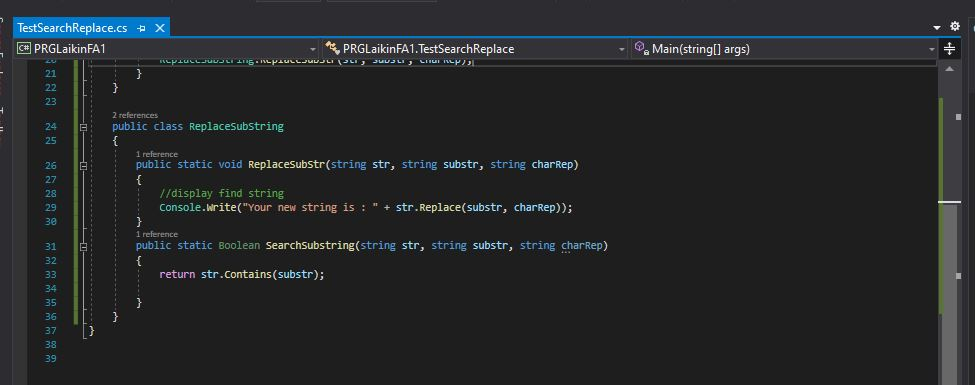 TestSearchReplace.cs
C# PRGLaikinFA1 PRGLaikinFA1.TestSearchReplace Main(string[] args)
20 ReplaceSubString.ReplaceSubStr(str, substr, charRep);
21 }
22 }
23
2 references
24 public class ReplaceSubString
25 {
1 reference
26 public static void ReplaceSubStr(string str, string substr, string charRep)
27 {
28 //display find string
29 Console.Write("Your new string is : " + str.Replace(substr, charRep));
30 }
1 reference
31 public static Boolean SearchSubstring(string str, string substr, string charRep)
32 {
33 return str.Contains(substr);
34
35 }
36 }
37 }
38
39